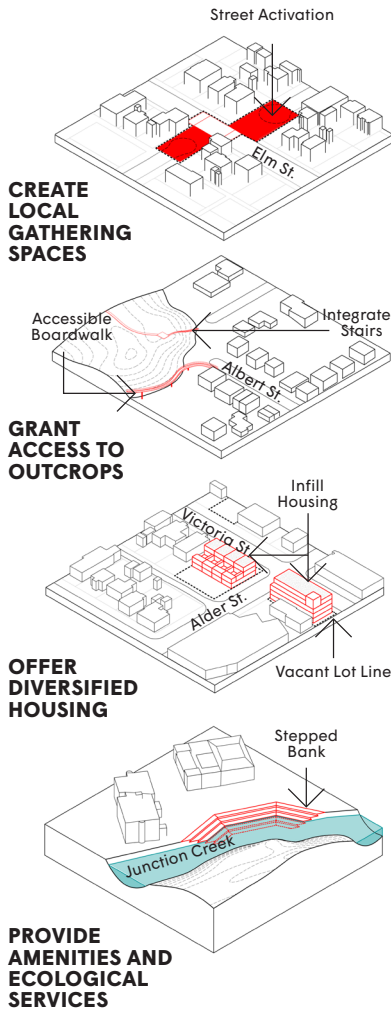 Street Activation
Elm St.
CREATE
LOCAL
GATHERING
SPACES
Accessible
Boardwalk
Integrate
Stairs
Albert St.
GRANT
ACCESS TO
OUTCROPS
Infill
Housing
Victoria St.
Alder St.
Vacant Lot Line
OFFER
DIVERSIFIED
HOUSING
Stepped
Bank
Junction Creek
PROVIDE
AMENITIES AND
ECOLOGICAL
SERVICES